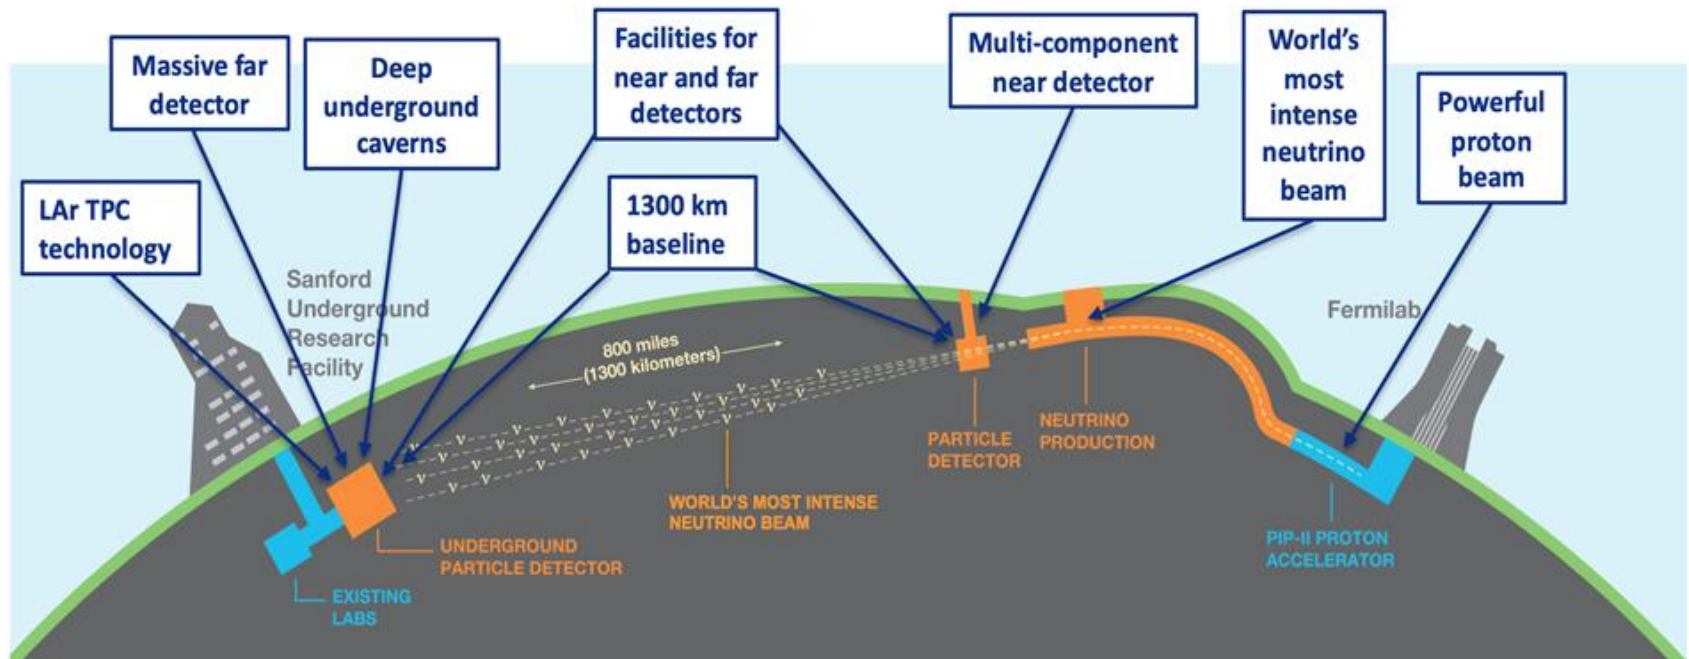 Massive far
detector
Deep
underground
caverns
Facilities for
near and far
detectors
Multi-component
near detector
World's
most
intense
neutrino
beam
Powerful
proton
beam
LAr TPC
technology
1300 km
baseline
Sanford
Underground
Research
Facility
Fermilab
800 miles
(1300 kilometers)
ν ν ν ν ν ν ν
ν ν ν ν ν ν ν
ν ν ν ν ν ν ν
ν ν ν ν ν ν
PARTICLE
DETECTOR
NEUTRINO
PRODUCTION
WORLD'S MOST INTENSE
NEUTRINO BEAM
UNDERGROUND
PARTICLE DETECTOR
PIP-II PROTON
ACCELERATOR
EXISTING
LABS